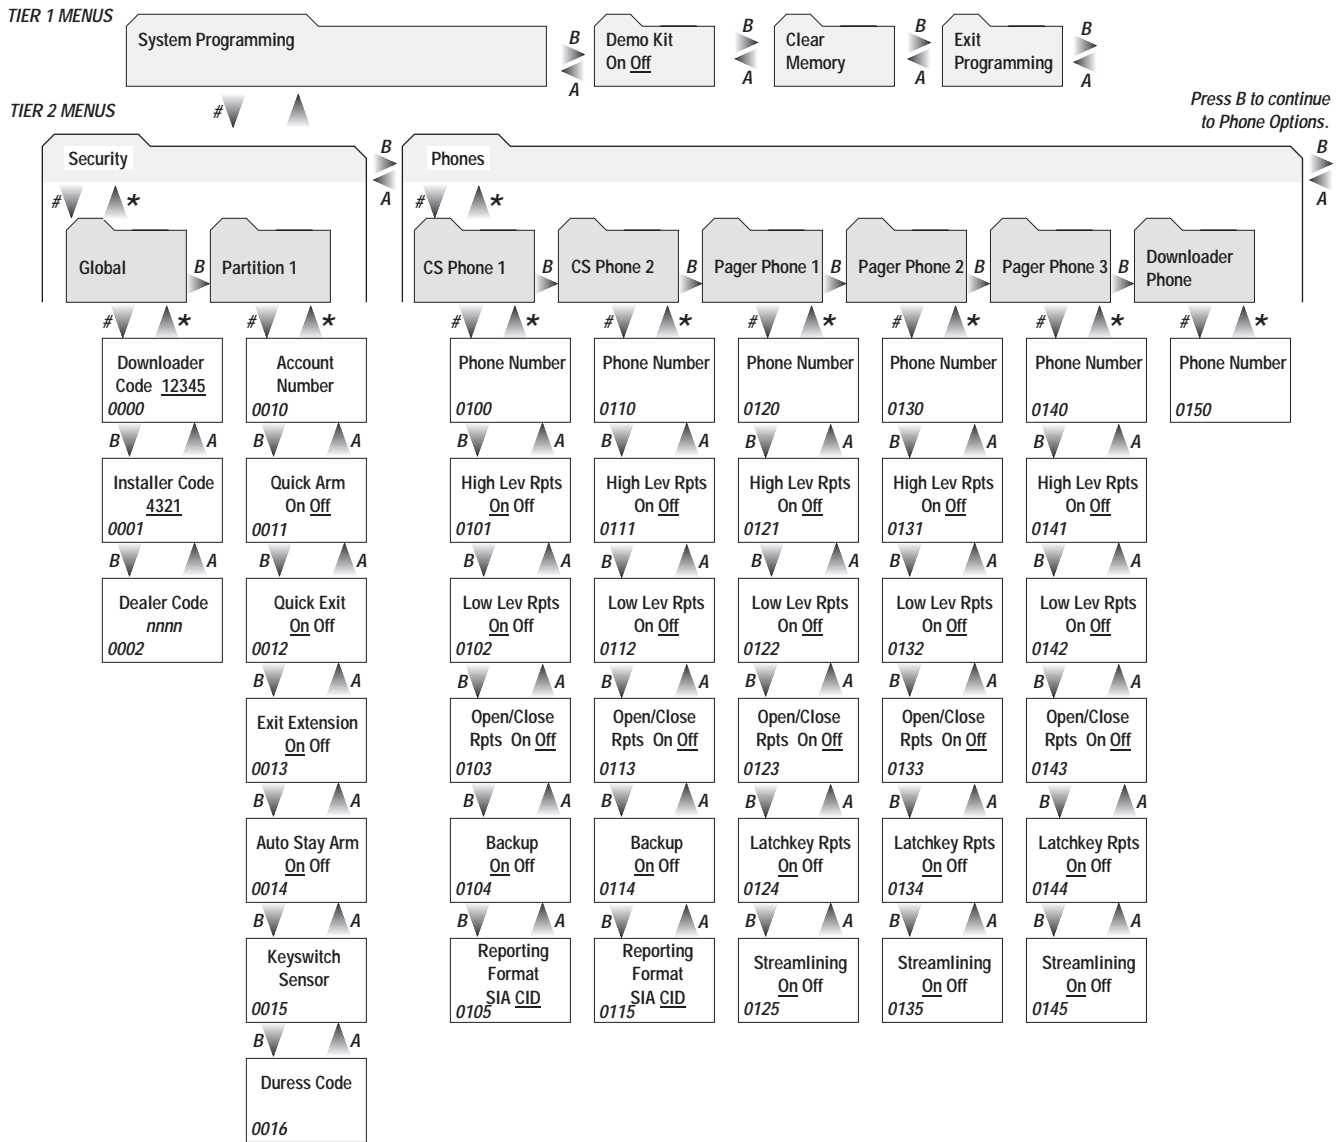 TIER 1 MENUS
System Programming
B
A
Demo Kit
On Off
B
A
Clear
Memory
B
A
Exit
Programming
B
A
TIER 2 MENUS
#
Press B to continue
to Phone Options.
Security
B
A
Phones
B
A
# *
# *
Global
B
Partition 1
CS Phone 1
B
CS Phone 2
B
Pager Phone 1
B
Pager Phone 2
B
Pager Phone 3
B
Downloader
Phone
# * # * # * # * # * # * # * # *
Downloader
Code 12345
0000
Account
Number
0010
Phone Number
0100
Phone Number
0110
Phone Number
0120
Phone Number
0130
Phone Number
0140
Phone Number
0150
B A B A B A B A B A B A B A
Installer Code
4321
0001
Quick Arm
On Off
0011
High Lev Rpts
On Off
0101
High Lev Rpts
On Off
0111
High Lev Rpts
On Off
0121
High Lev Rpts
On Off
0131
High Lev Rpts
On Off
0141
B A B A B A B A B A B A B A
Dealer Code
nnnn
0002
Quick Exit
On Off
0012
Low Lev Rpts
On Off
0102
Low Lev Rpts
On Off
0112
Low Lev Rpts
On Off
0122
Low Lev Rpts
On Off
0132
Low Lev Rpts
On Off
0142
B A B A B A B A B A B A
Exit Extension
On Off
0013
Open/Close
Rpts On Off
0103
Open/Close
Rpts On Off
0113
Open/Close
Rpts On Off
0123
Open/Close
Rpts On Off
0133
Open/Close
Rpts On Off
0143
B A B A B A B A B A B A
Auto Stay Arm
On Off
0014
Backup
On Off
0104
Backup
On Off
0114
Latchkey Rpts
On Off
0124
Latchkey Rpts
On Off
0134
Latchkey Rpts
On Off
0144
B A B A B A B A B A B A
Keyswitch
Sensor
0015
Reporting
Format
SIA CID
0105
Reporting
Format
SIA CID
0115
Streamlining
On Off
0125
Streamlining
On Off
0135
Streamlining
On Off
0145
B A
Duress Code
0016